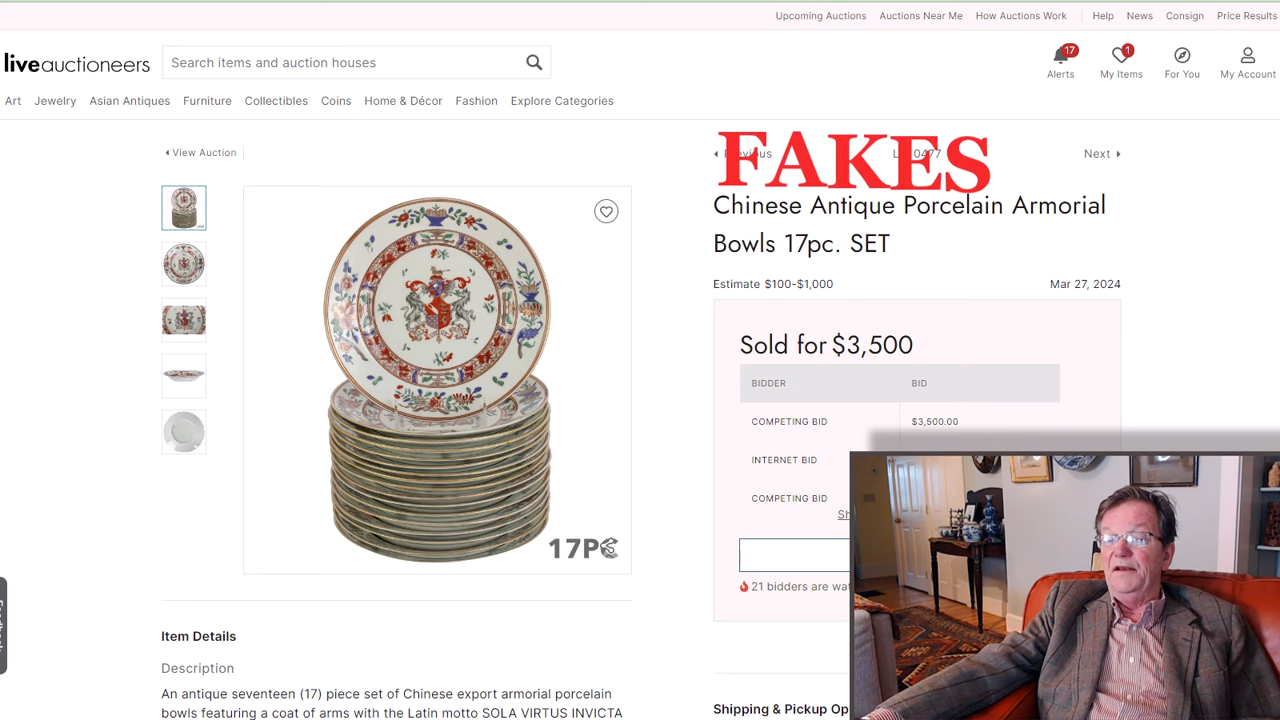 Upcoming Auctions Auctions Near Me How Auctions Work Help News Consign Price Results
liveauctioneers
Search items and auction houses
17
1
Alerts My Items For You My Account
Art Jewelry Asian Antiques Furniture Collectibles Coins Home & Décor Fashion Explore Categories
View Auction
Previous 0477 Next
FAKES
Chinese Antique Porcelain Armorial
Bowls 17pc. SET
Estimate $100-$1,000 Mar 27, 2024
Sold for $3,500
BIDDER BID
COMPETING BID $3,500.00
INTERNET BID
COMPETING BID
Sh
21 bidders are wat
17PC
Feedback
Item Details
Description
An antique seventeen (17) piece set of Chinese export armorial porcelain
bowls featuring a coat of arms with the Latin motto SOLA VIRTUS INVICTA
Shipping & Pickup Op